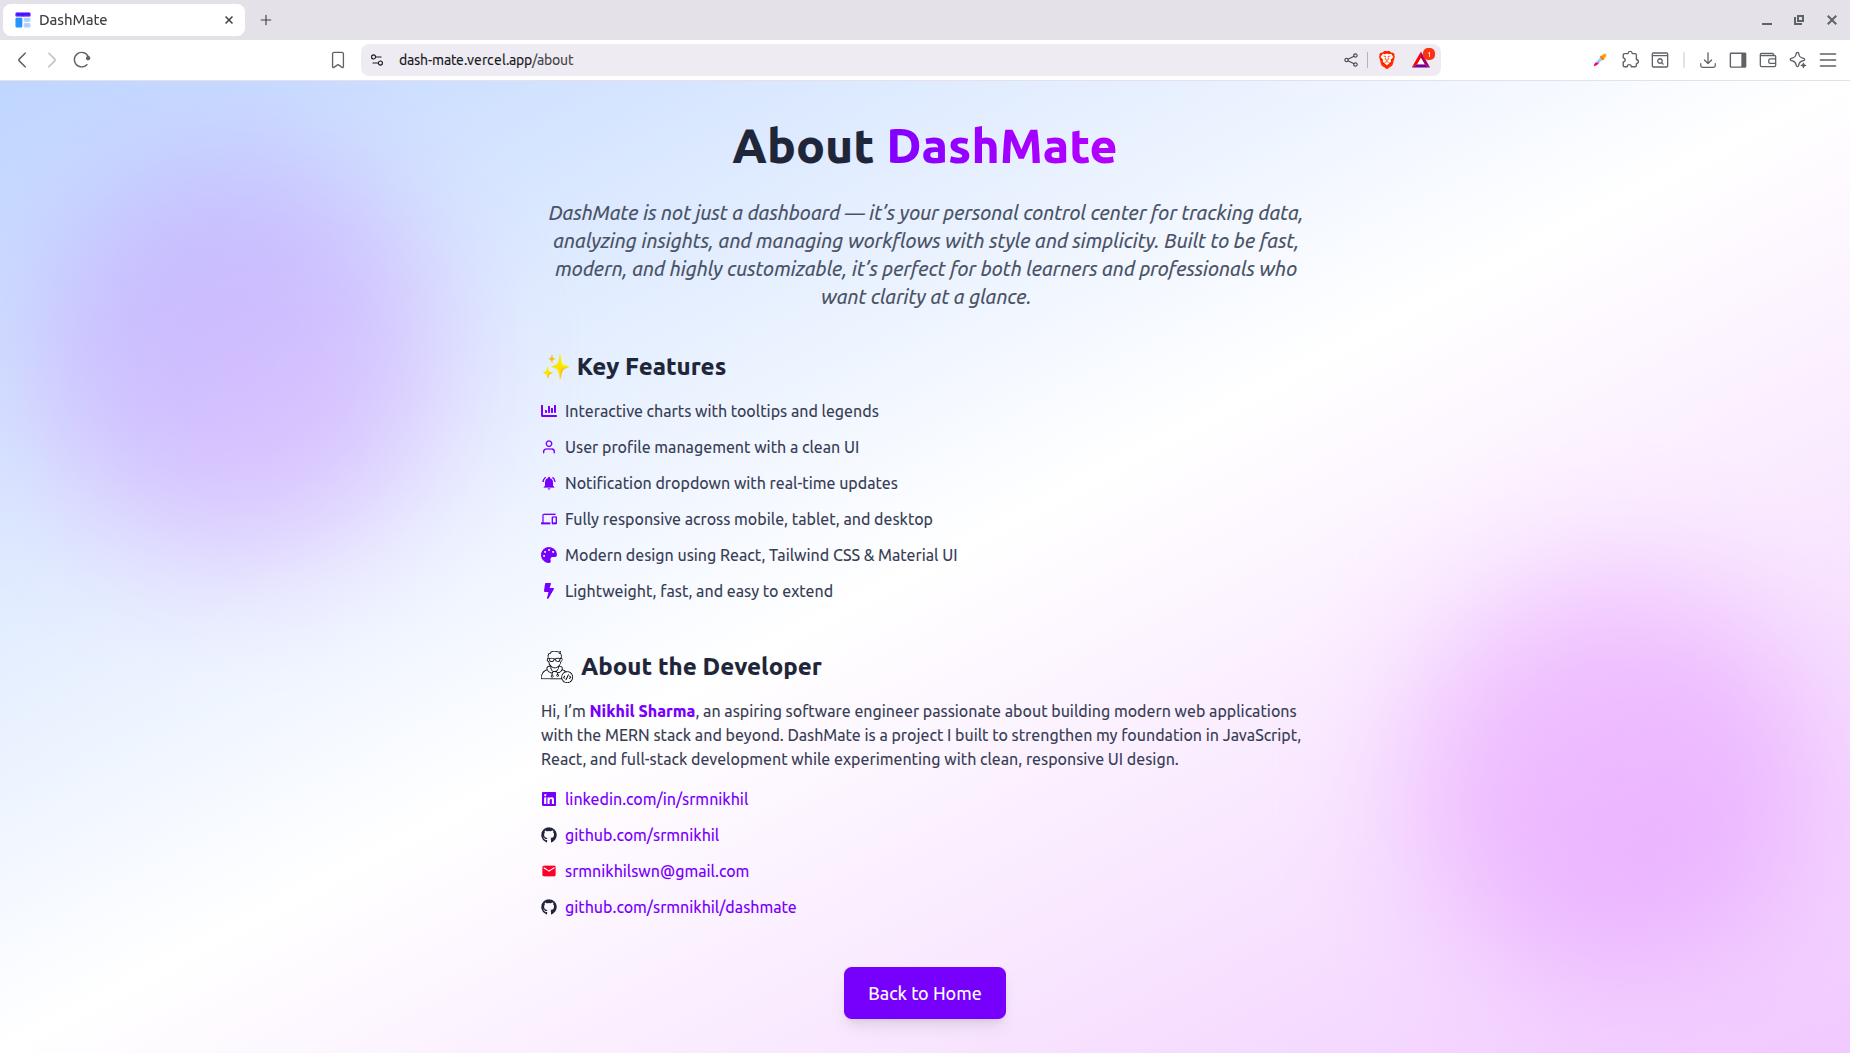 DashMate
dash-mate.vercel.app/about
1
About DashMate
DashMate is not just a dashboard — it’s your personal control center for tracking data,
analyzing insights, and managing workflows with style and simplicity. Built to be fast,
modern, and highly customizable, it’s perfect for both learners and professionals who
want clarity at a glance.
✨ Key Features
Interactive charts with tooltips and legends
User profile management with a clean UI
Notification dropdown with real-time updates
Fully responsive across mobile, tablet, and desktop
Modern design using React, Tailwind CSS & Material UI
Lightweight, fast, and easy to extend
About the Developer
Hi, I’m Nikhil Sharma, an aspiring software engineer passionate about building modern web applications
with the MERN stack and beyond. DashMate is a project I built to strengthen my foundation in JavaScript,
React, and full-stack development while experimenting with clean, responsive UI design.
linkedin.com/in/srmnikhil
github.com/srmnikhil
srmnikhilswn@gmail.com
github.com/srmnikhil/dashmate
Back to Home